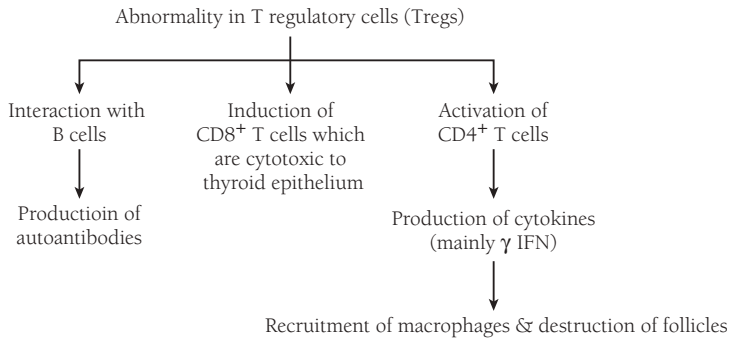 Abnormality in T regulatory cells (Tregs)
Interaction with
B cells
Induction of
CD8⁺ T cells which
are cytotoxic to
thyroid epithelium
Activation of
CD4⁺ T cells
Productioin of
autoantibodies
Production of cytokines
(mainly γ IFN)
Recruitment of macrophages & destruction of follicles